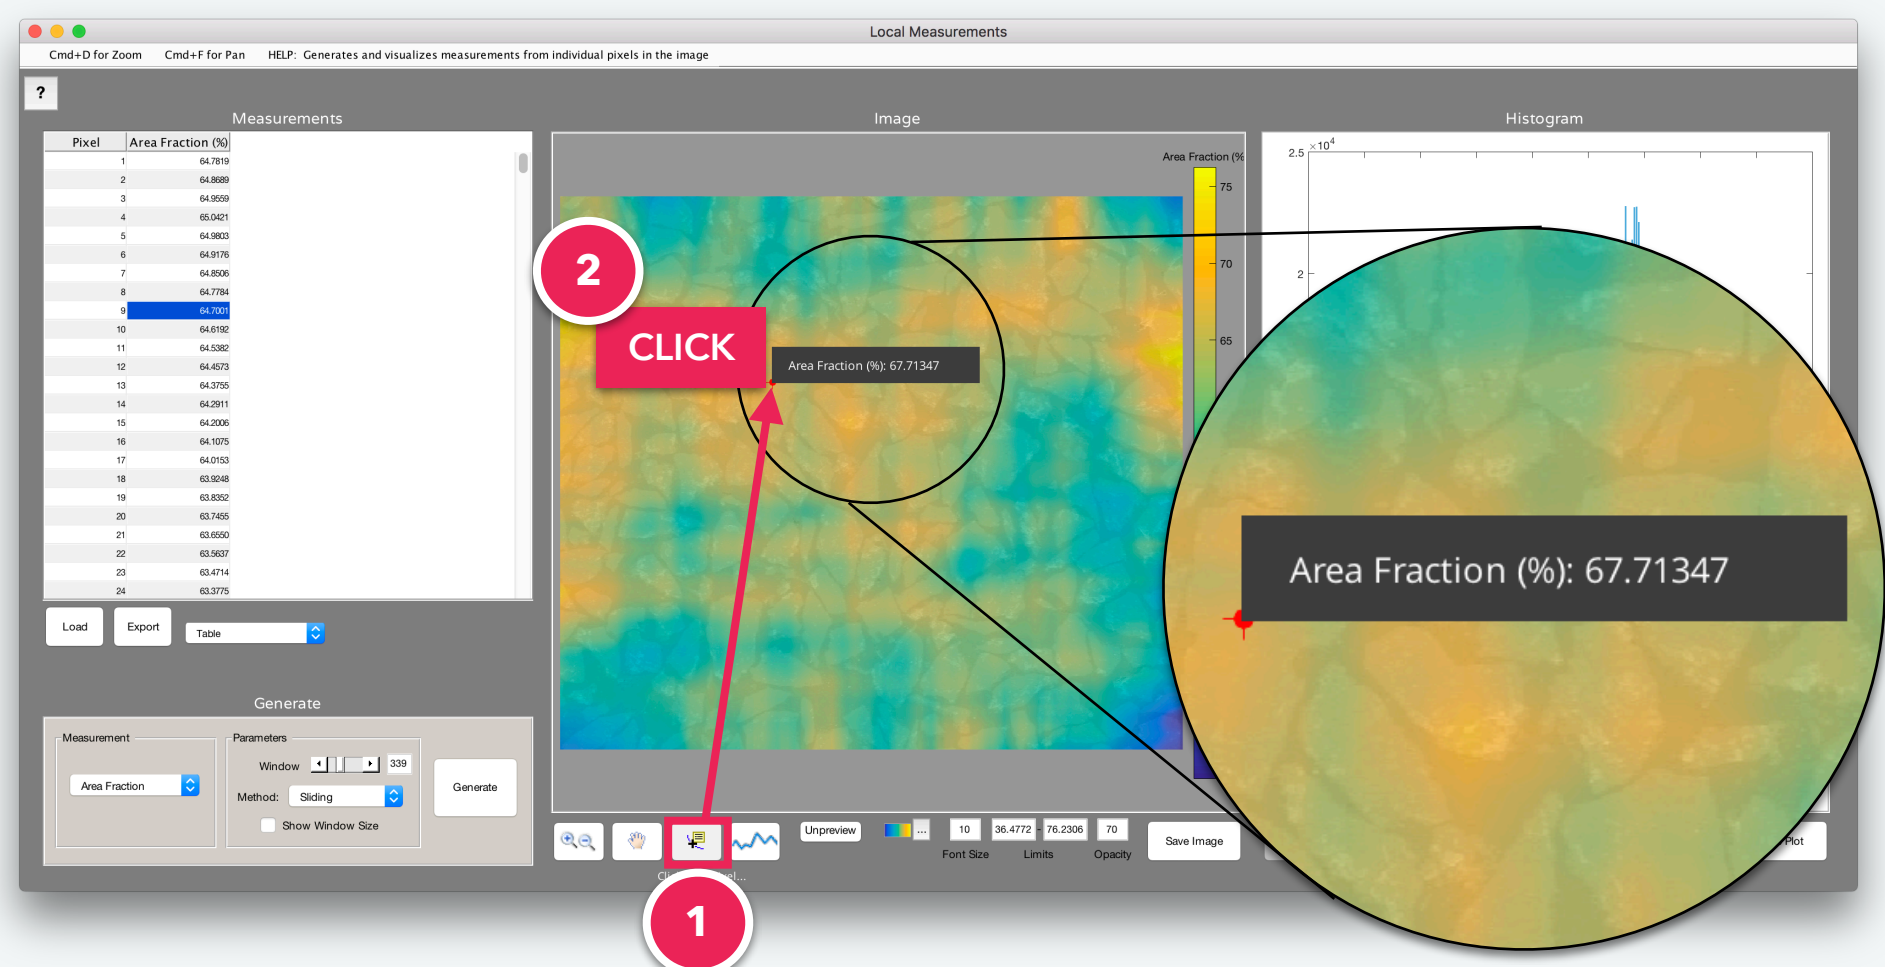 Local Measurements
Cmd+D for Zoom Cmd+F for Pan HELP: Generates and visualizes measurements from individual pixels in the image
?
Measurements
Pixel Area Fraction (%)
1 64.7819
2 64.8689
3 64.9559
4 65.0421
5 64.9803
6 64.9176
7 64.8506
8 64.7784
9 64.7001
10 64.6192
11 64.5382
12 64.4573
13 64.3755
14 64.2911
15 64.2006
16 64.1075
17 64.0153
18 63.9248
19 63.8352
20 63.7455
21 63.6550
22 63.5637
23 63.4714
24 63.3775
Load Export Table
Generate
Measurement
Area Fraction
Parameters
Window 339
Method: Sliding
Show Window Size
Generate
Image
Area Fraction (%
75
70
65
2
CLICK
Area Fraction (%): 67.71347
Unpreview ... 10 36.4772 - 76.2306 70 Save Image
Font Size Limits Opacity
1
Histogram
×10⁴
2.5
2
Area Fraction (%): 67.71347
Plot